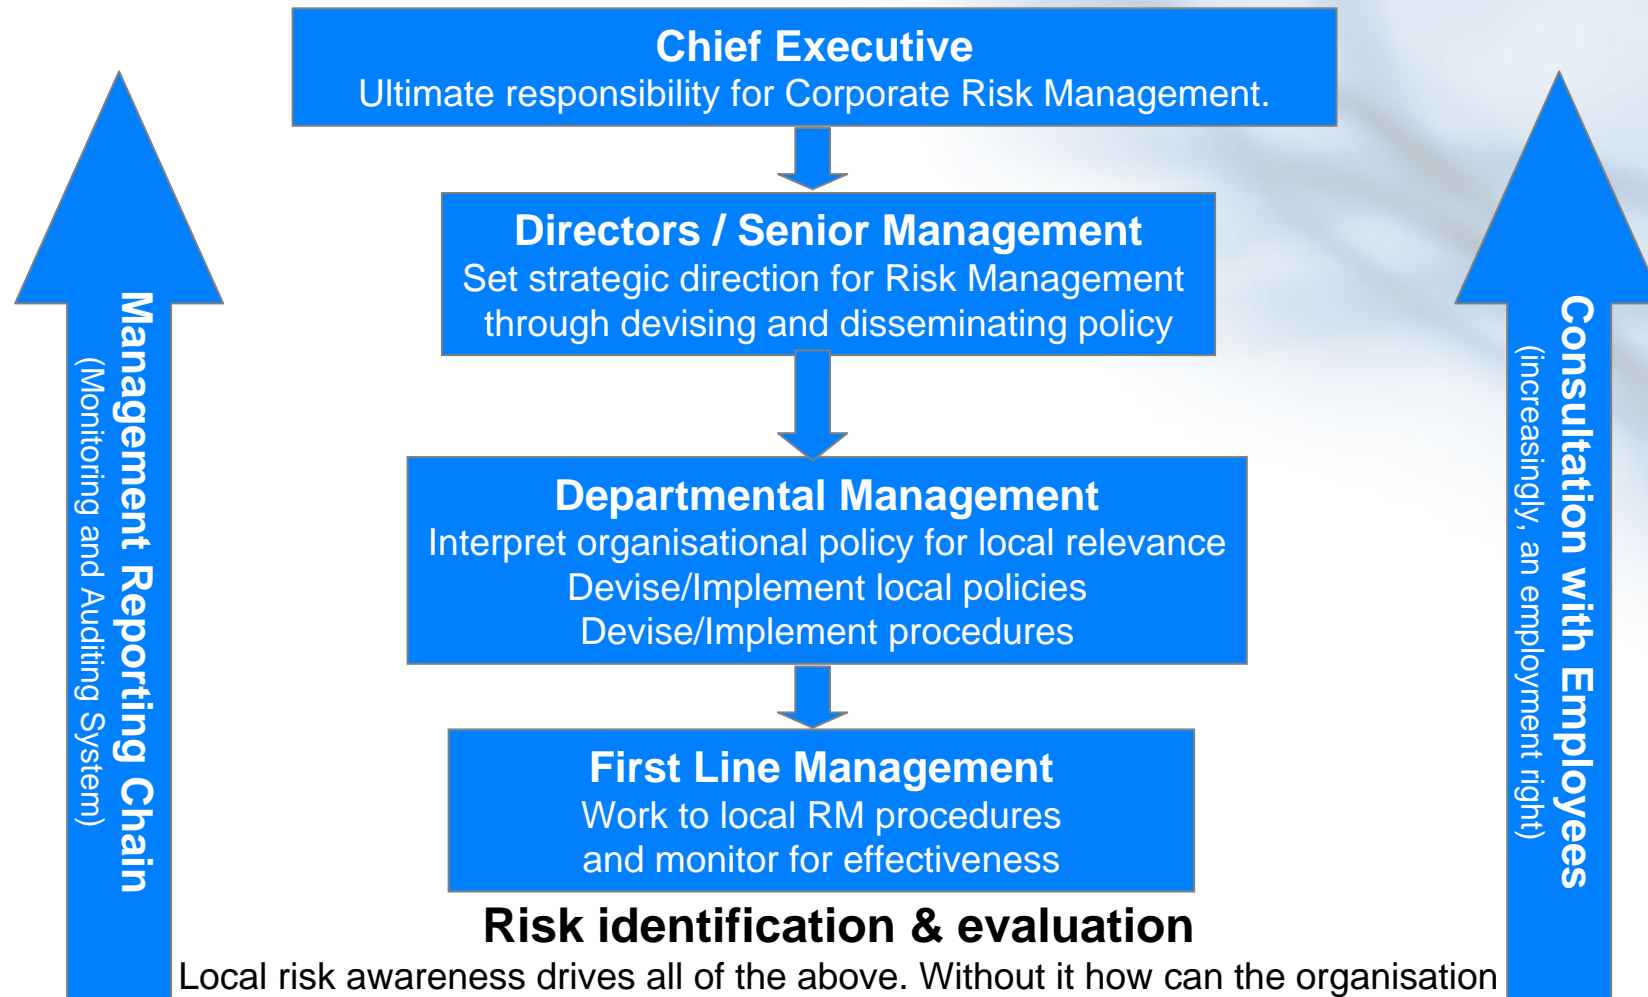 Chief Executive
Ultimate responsibility for Corporate Risk Management.
Directors / Senior Management
Set strategic direction for Risk Management
through devising and disseminating policy
Departmental Management
Interpret organisational policy for local relevance
Devise/Implement local policies
Devise/Implement procedures
First Line Management
Work to local RM procedures
and monitor for effectiveness
Risk identification & evaluation
Local risk awareness drives all of the above. Without it how can the organisation
Management Reporting Chain
(Monitoring and Auditing System)
Consultation with Employees
(increasingly, an employment right)